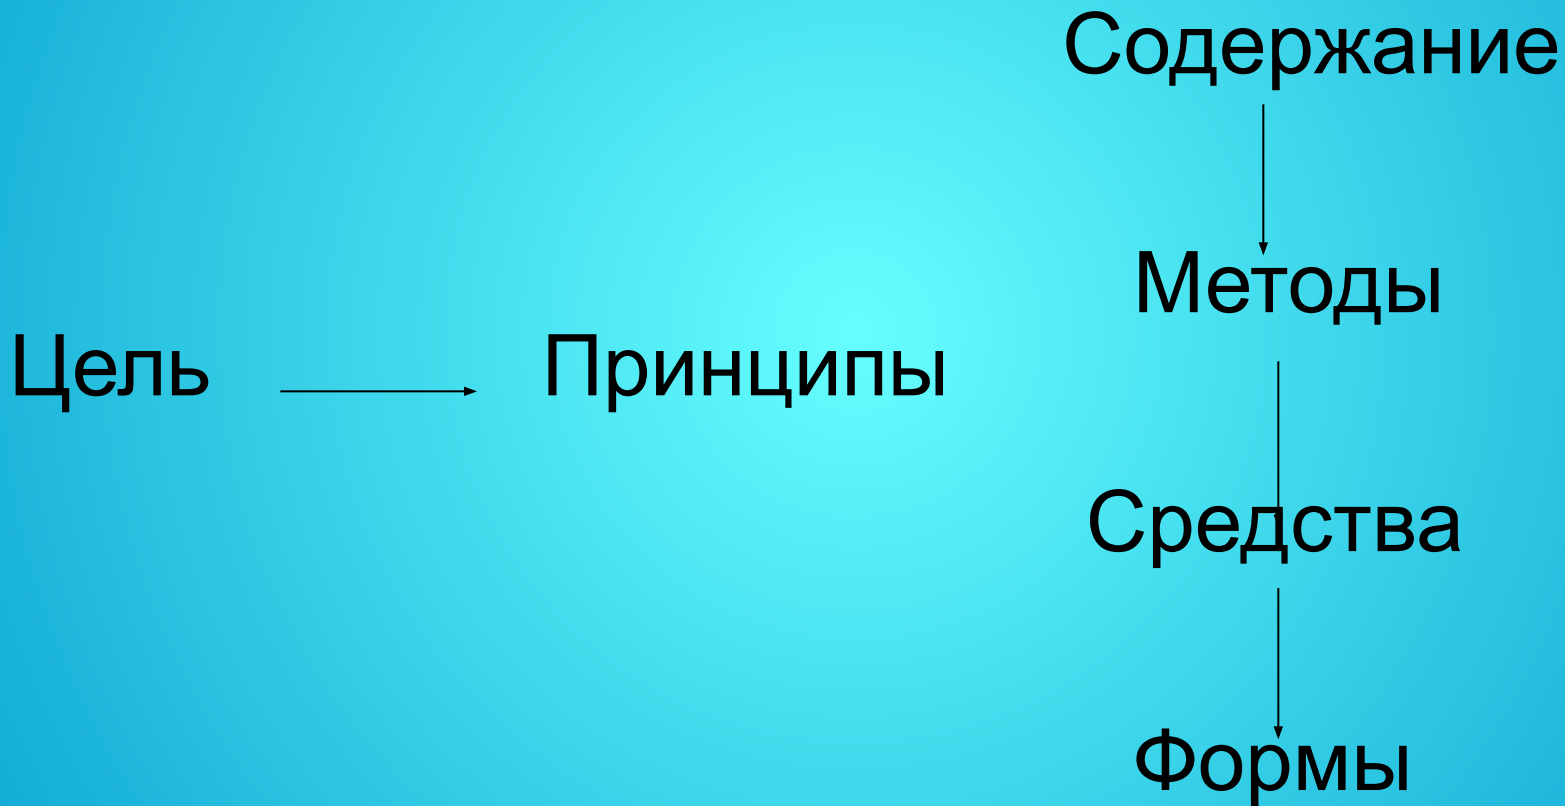 Содержание
Методы
Цель
Принципы
Средства
Формы